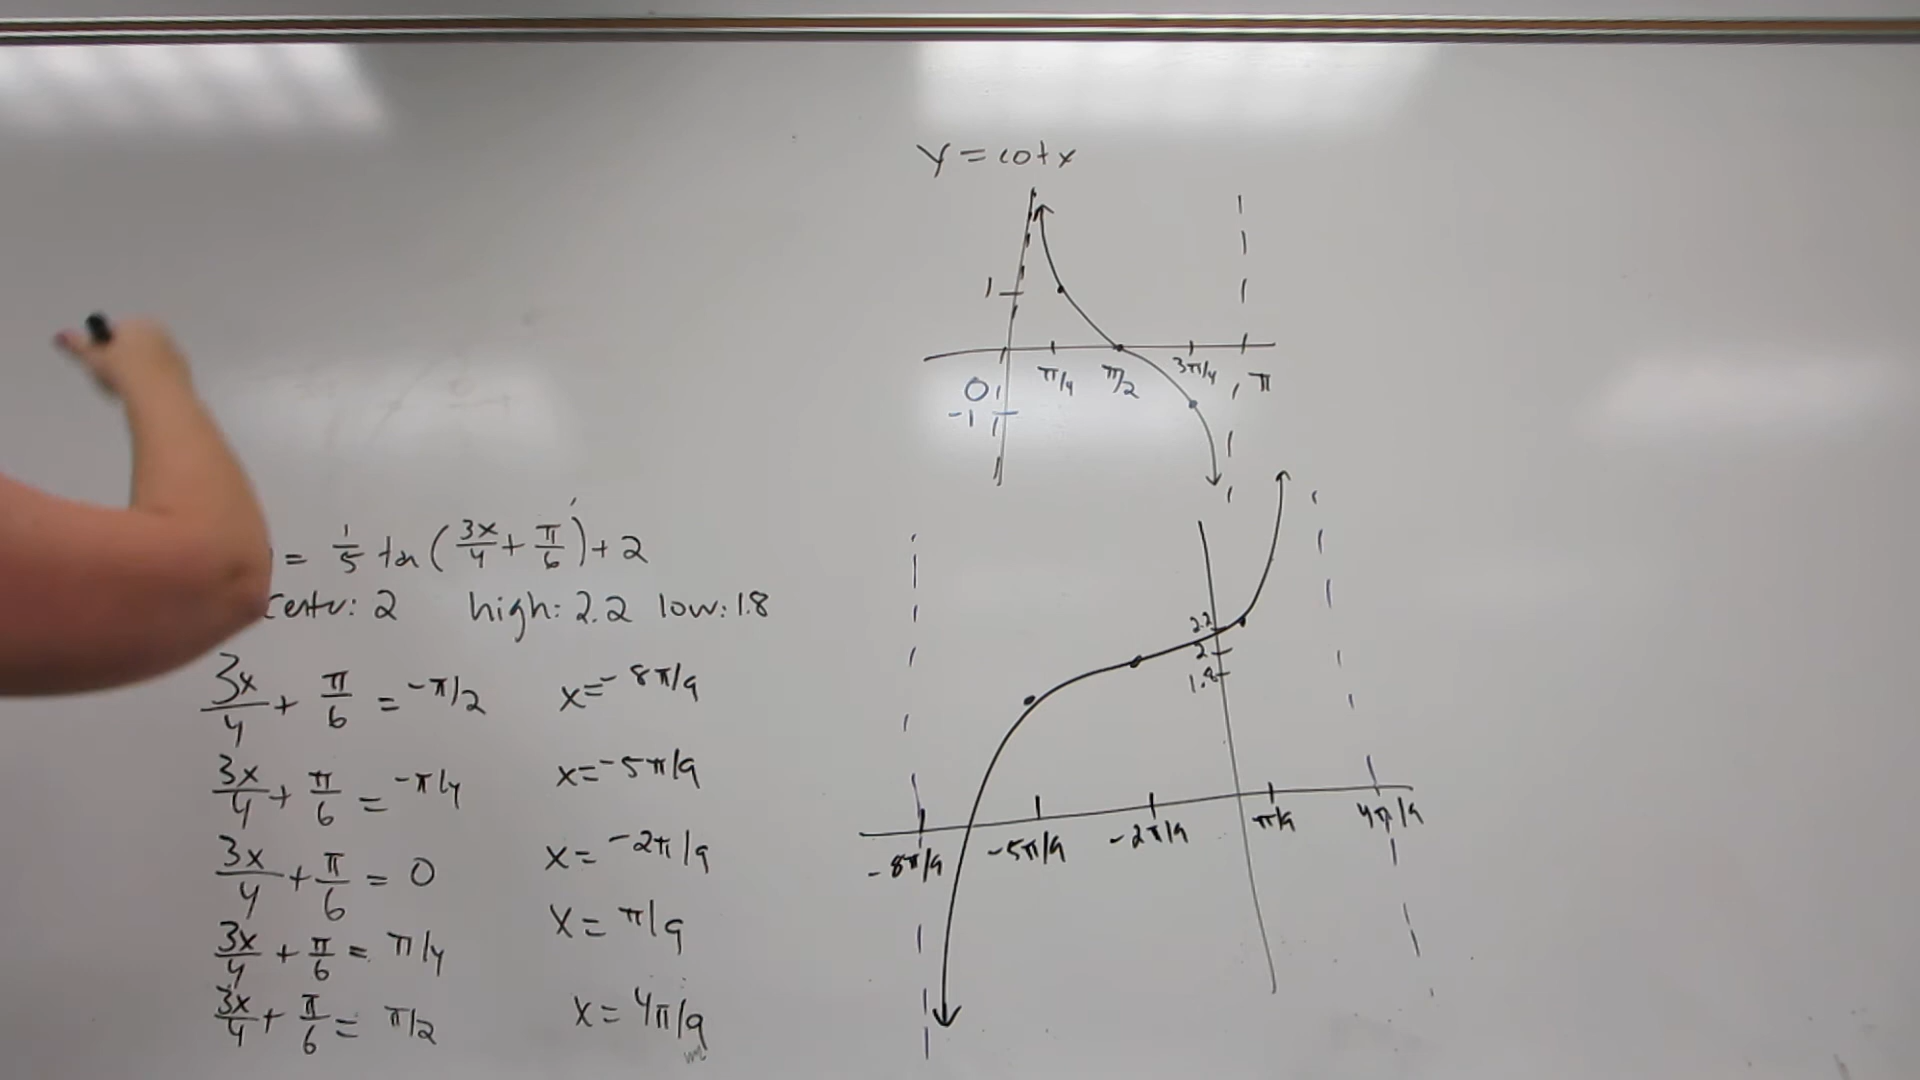 y = cot x
1
0
-1
π/4
π/2
3π/4
π
= 1/5 tan (3x/4 + π/6) + 2
center: 2 high: 2.2 low: 1.8
3x/4 + π/6 = -π/2 x = -8π/9
3x/4 + π/6 = -π/4 x = -5π/9
3x/4 + π/6 = 0 x = -2π/9
3x/4 + π/6 = π/4 x = π/9
3x/4 + π/6 = π/2 x = 4π/9
2.2
2
1.8
-8π/9
-5π/9
-2π/9
π/9
4π/9